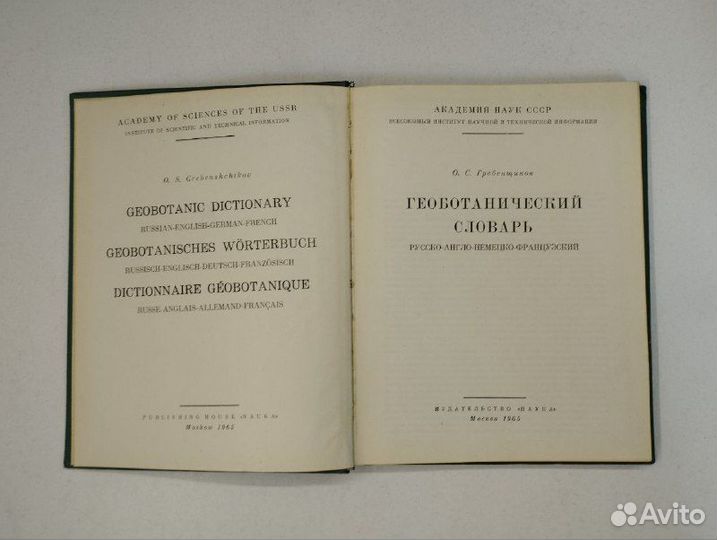 ACADEMY OF SCIENCES OF THE USSR
INSTITUTE OF SCIENTIFIC AND TECHNICAL INFORMATION
O. S. Grebenshchikov
GEOBOTANIC DICTIONARY
RUSSIAN-ENGLISH-GERMAN-FRENCH
GEOBOTANISCHES WÖRTERBUCH
RUSSISCH-ENGLISCH-DEUTSCH-FRANZÖSISCH
DICTIONNAIRE GÉOBOTANIQUE
RUSSE-ANGLAIS-ALLEMAND-FRANÇAIS
PUBLISHING HOUSE «NAUKA»
Moskow 1965
АКАДЕМИЯ НАУК СССР
ВСЕСОЮЗНЫЙ ИНСТИТУТ НАУЧНОЙ И ТЕХНИЧЕСКОЙ ИНФОРМАЦИИ
О. С. Гребенщиков
ГЕОБОТАНИЧЕСКИЙ
СЛОВАРЬ
РУССКО-АНГЛО-НЕМЕЦКО-ФРАНЦУЗСКИЙ
ИЗДАТЕЛЬСТВО «НАУКА»
Москва 1965
Avito